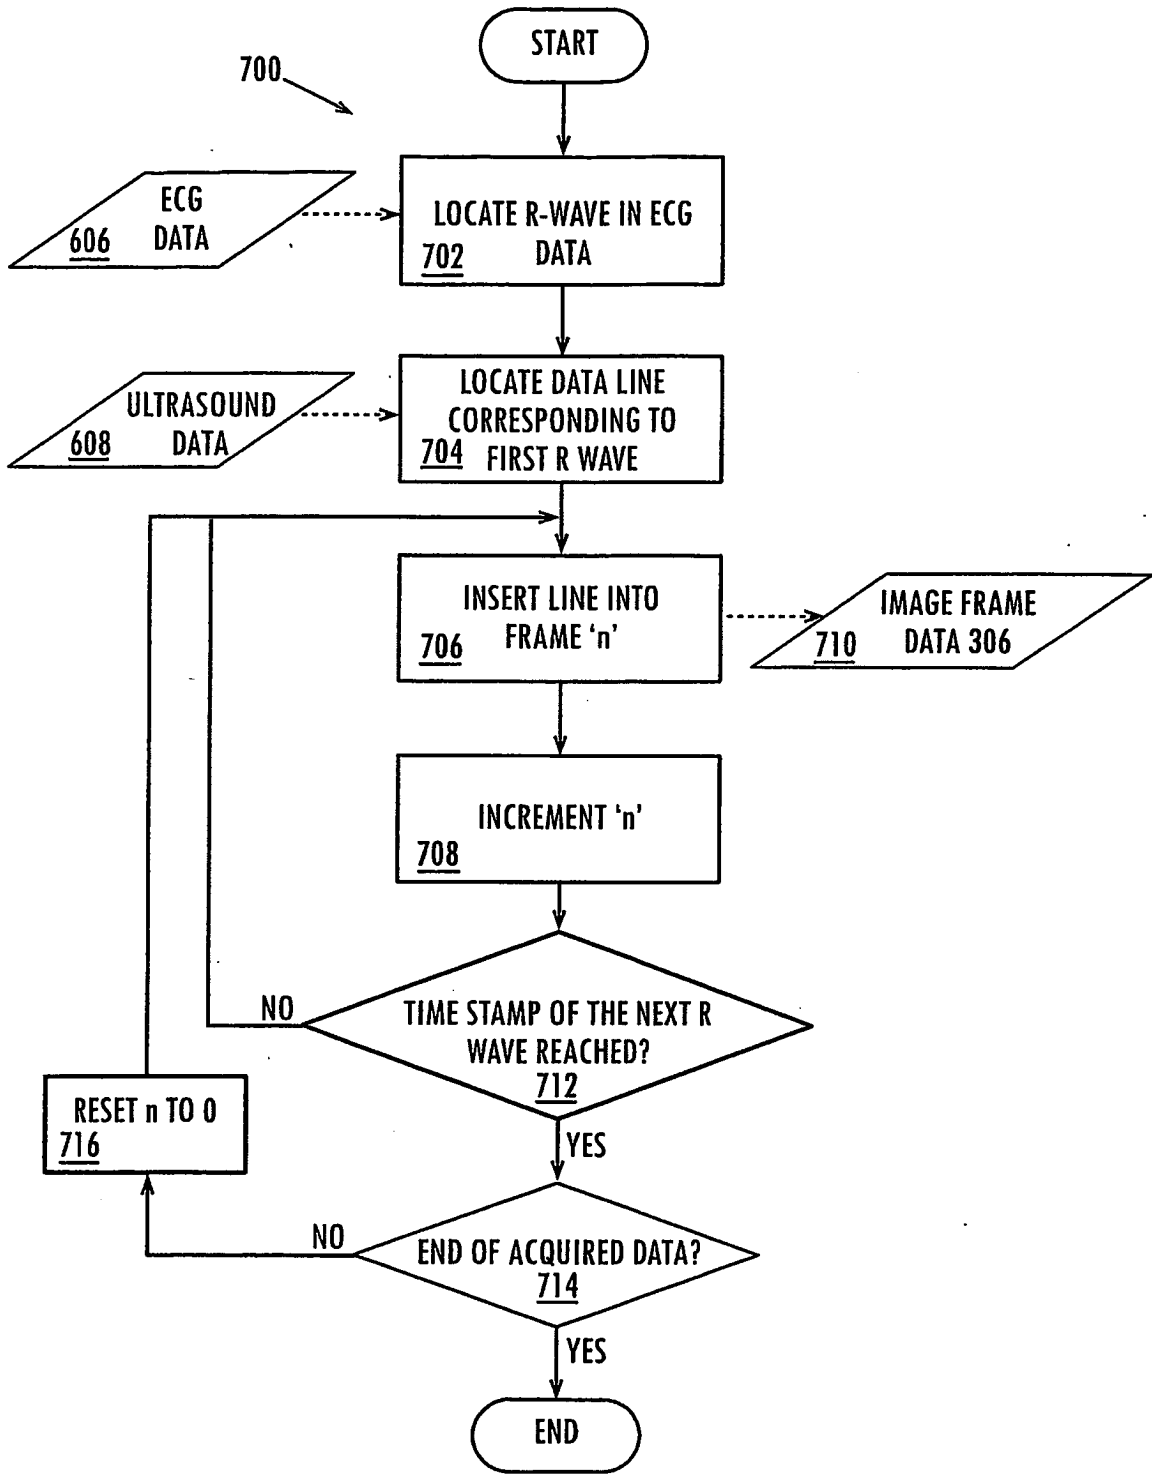 START
700
ECG
DATA
606
LOCATE R-WAVE IN ECG
DATA
702
ULTRASOUND
DATA
608
LOCATE DATA LINE
CORRESPONDING TO
FIRST R WAVE
704
INSERT LINE INTO
FRAME ‘n’
706
IMAGE FRAME
DATA 306
710
INCREMENT ‘n’
708
NO
TIME STAMP OF THE NEXT R
WAVE REACHED?
712
RESET n TO 0
716
YES
NO
END OF ACQUIRED DATA?
714
YES
END